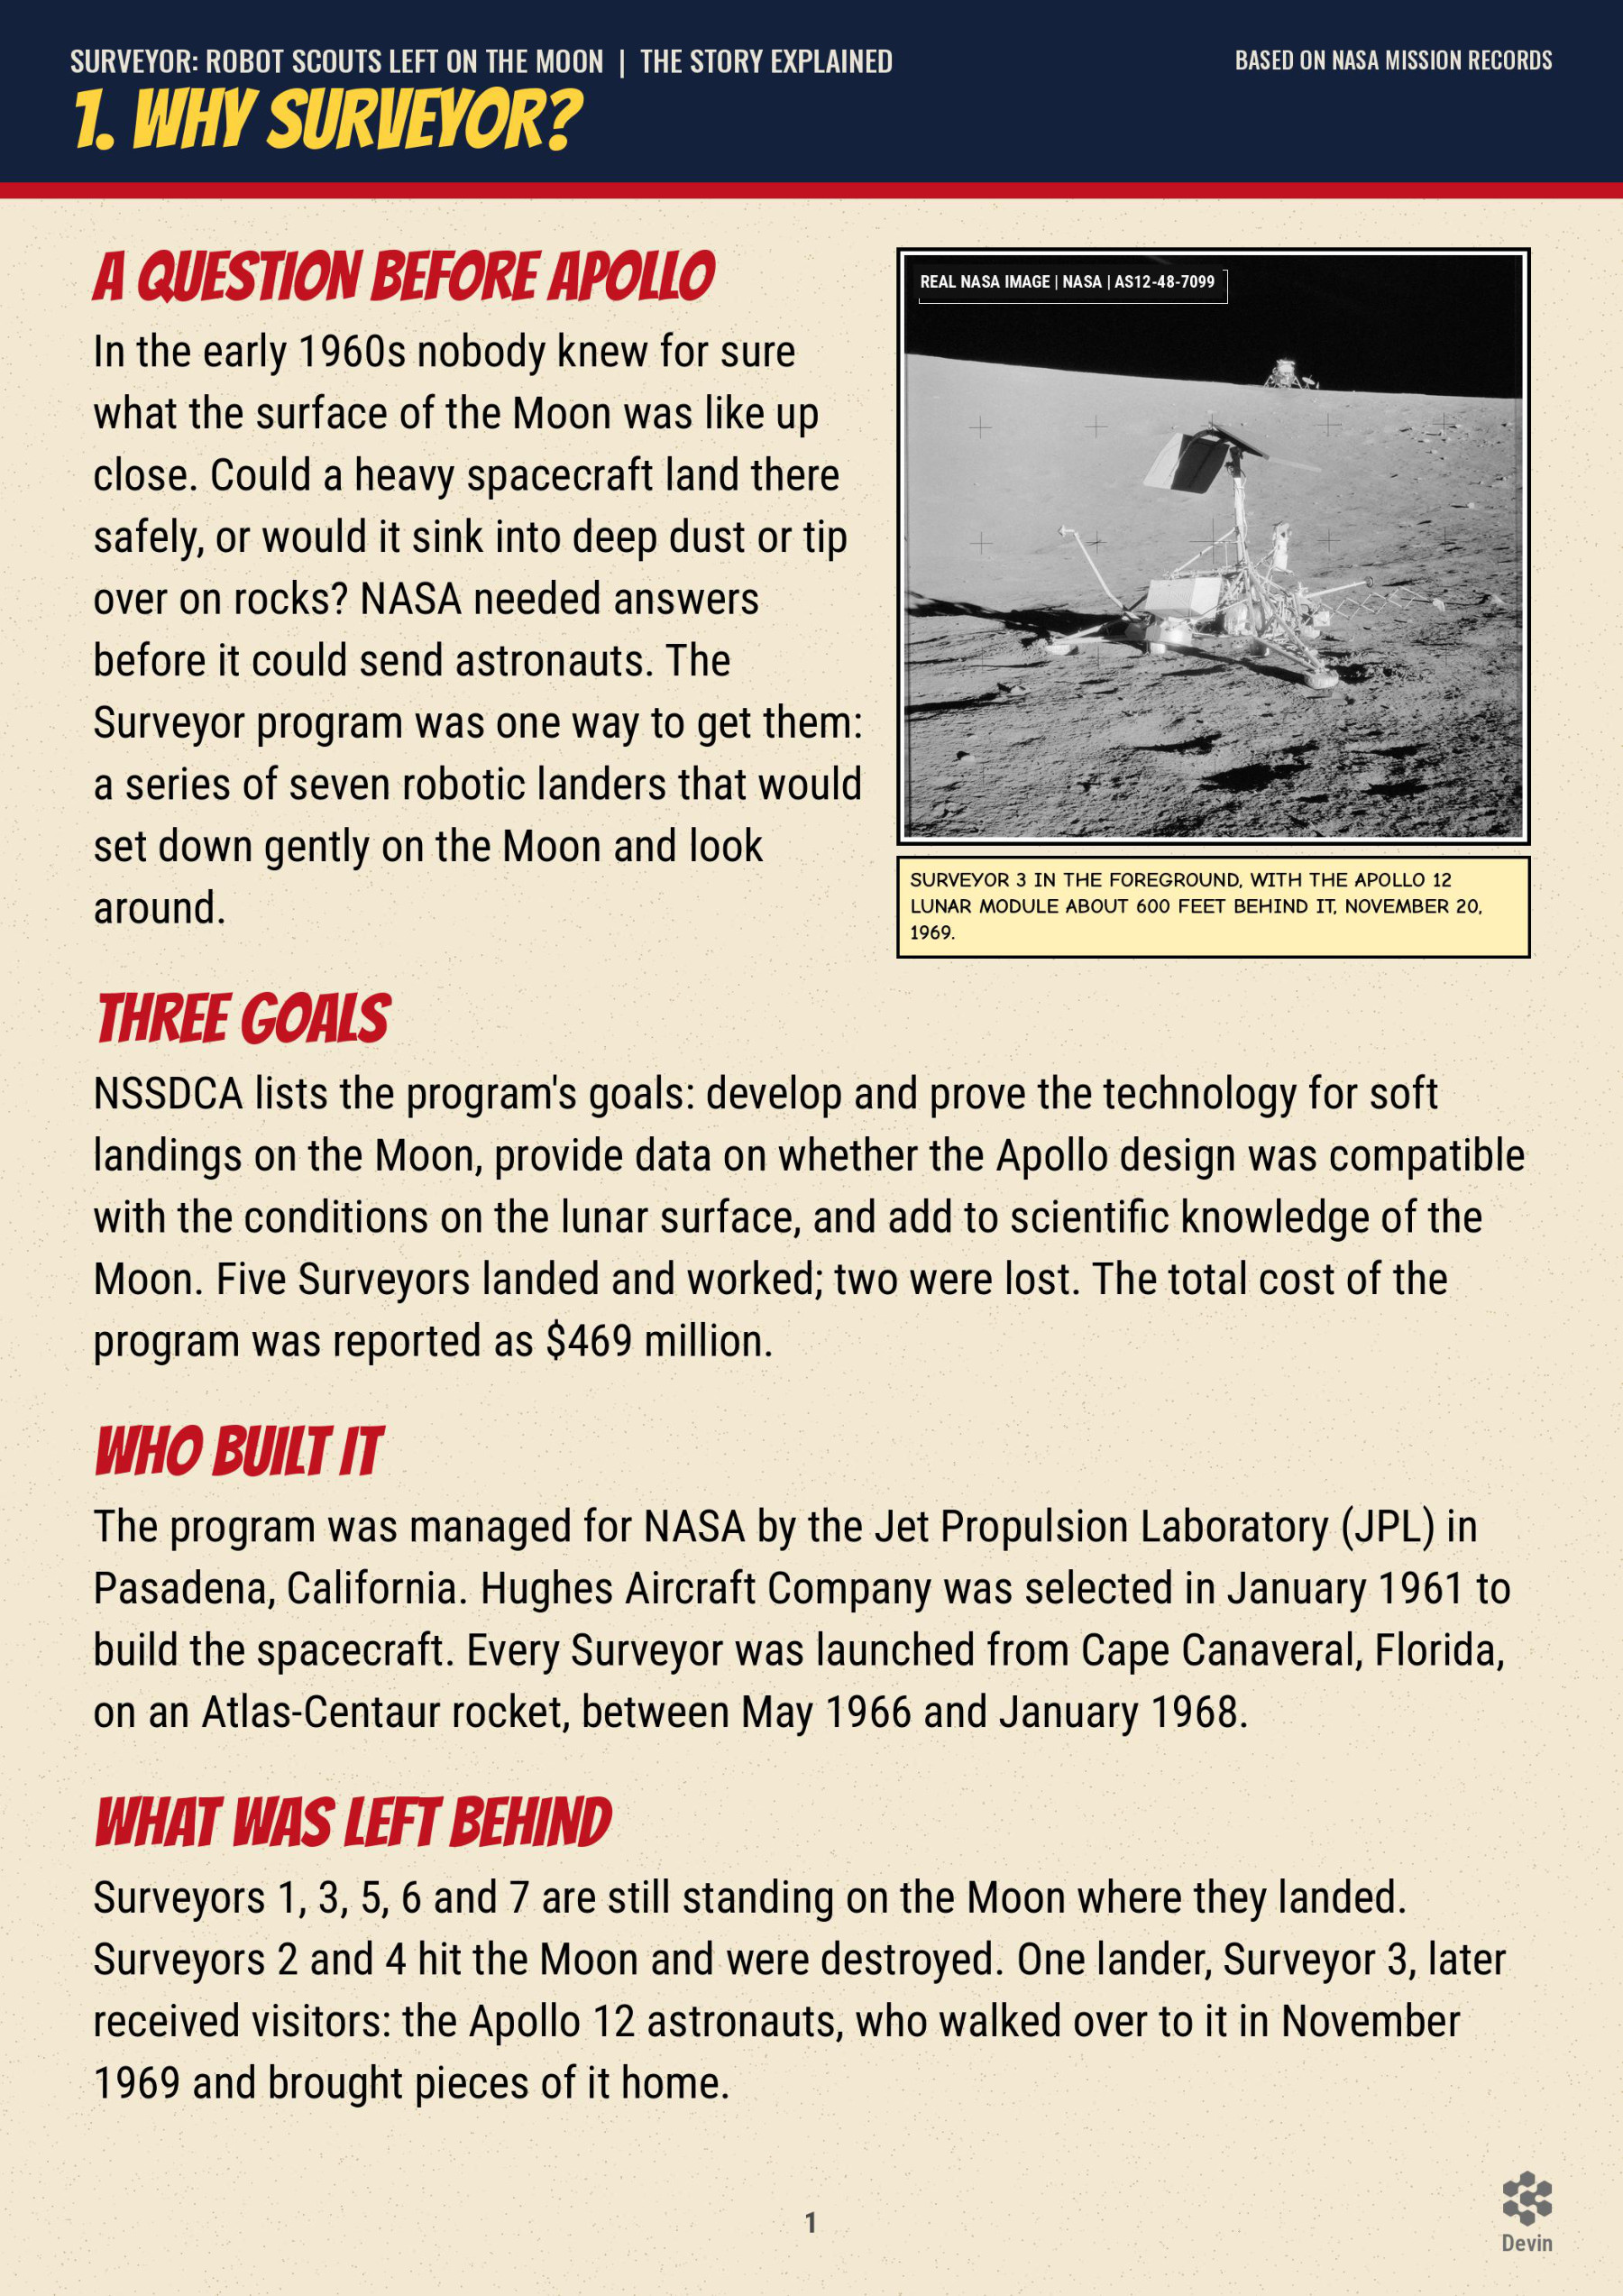 SURVEYOR: ROBOT SCOUTS LEFT ON THE MOON | THE STORY EXPLAINED
BASED ON NASA MISSION RECORDS
1. WHY SURVEYOR?
A QUESTION BEFORE APOLLO
In the early 1960s nobody knew for sure
what the surface of the Moon was like up
close. Could a heavy spacecraft land there
safely, or would it sink into deep dust or tip
over on rocks? NASA needed answers
before it could send astronauts. The
Surveyor program was one way to get them:
a series of seven robotic landers that would
set down gently on the Moon and look
around.
REAL NASA IMAGE | NASA | AS12-48-7099
SURVEYOR 3 IN THE FOREGROUND, WITH THE APOLLO 12
LUNAR MODULE ABOUT 600 FEET BEHIND IT, NOVEMBER 20,
1969.
THREE GOALS
NSSDCA lists the program's goals: develop and prove the technology for soft
landings on the Moon, provide data on whether the Apollo design was compatible
with the conditions on the lunar surface, and add to scientific knowledge of the
Moon. Five Surveyors landed and worked; two were lost. The total cost of the
program was reported as $469 million.
WHO BUILT IT
The program was managed for NASA by the Jet Propulsion Laboratory (JPL) in
Pasadena, California. Hughes Aircraft Company was selected in January 1961 to
build the spacecraft. Every Surveyor was launched from Cape Canaveral, Florida,
on an Atlas-Centaur rocket, between May 1966 and January 1968.
WHAT WAS LEFT BEHIND
Surveyors 1, 3, 5, 6 and 7 are still standing on the Moon where they landed.
Surveyors 2 and 4 hit the Moon and were destroyed. One lander, Surveyor 3, later
received visitors: the Apollo 12 astronauts, who walked over to it in November
1969 and brought pieces of it home.
1
Devin